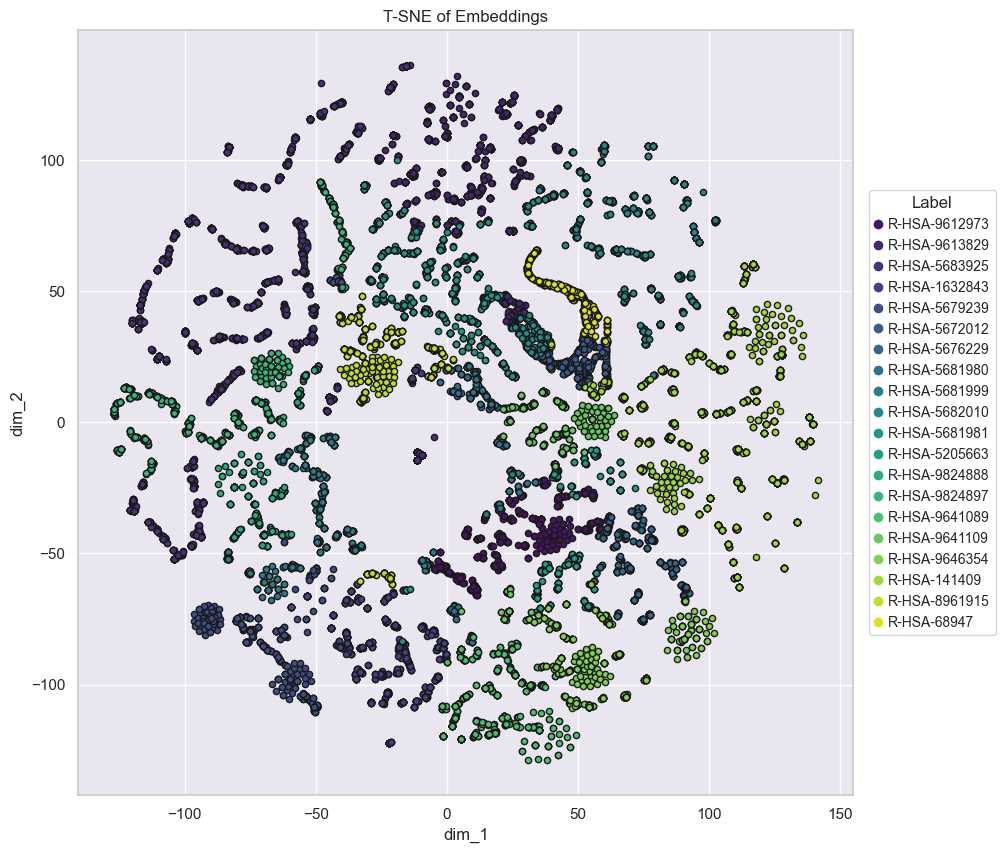 T-SNE of Embeddings
100
50
0
−50
−100
dim_2
−100
−50
0
50
100
150
dim_1
Label
R-HSA-9612973
R-HSA-9613829
R-HSA-5683925
R-HSA-1632843
R-HSA-5679239
R-HSA-5672012
R-HSA-5676229
R-HSA-5681980
R-HSA-5681999
R-HSA-5682010
R-HSA-5681981
R-HSA-5205663
R-HSA-9824888
R-HSA-9824897
R-HSA-9641089
R-HSA-9641109
R-HSA-9646354
R-HSA-141409
R-HSA-8961915
R-HSA-68947